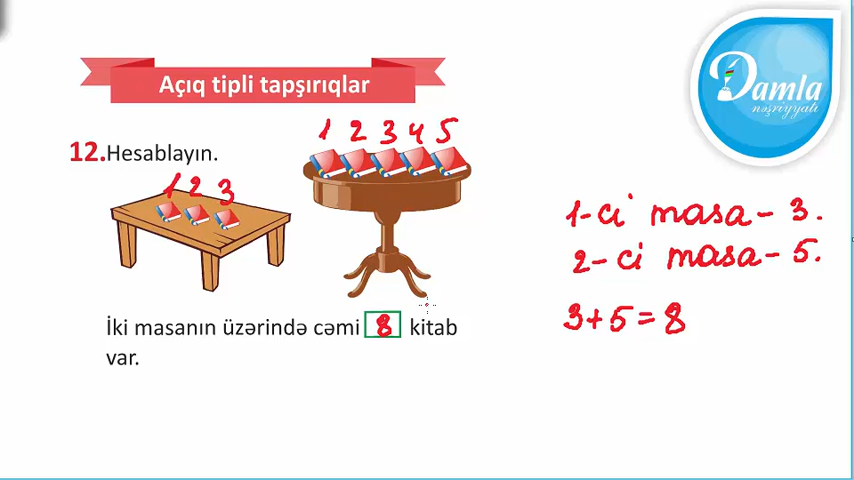 Açıq tipli tapşırıqlar
Damla
nəşriyyatı
12. Hesablayın.
1 2 3
1 2 3 4 5
İki masanın üzərində cəmi 8 kitab
var.
1-ci masa - 3.
2-ci masa - 5.
3+5=8